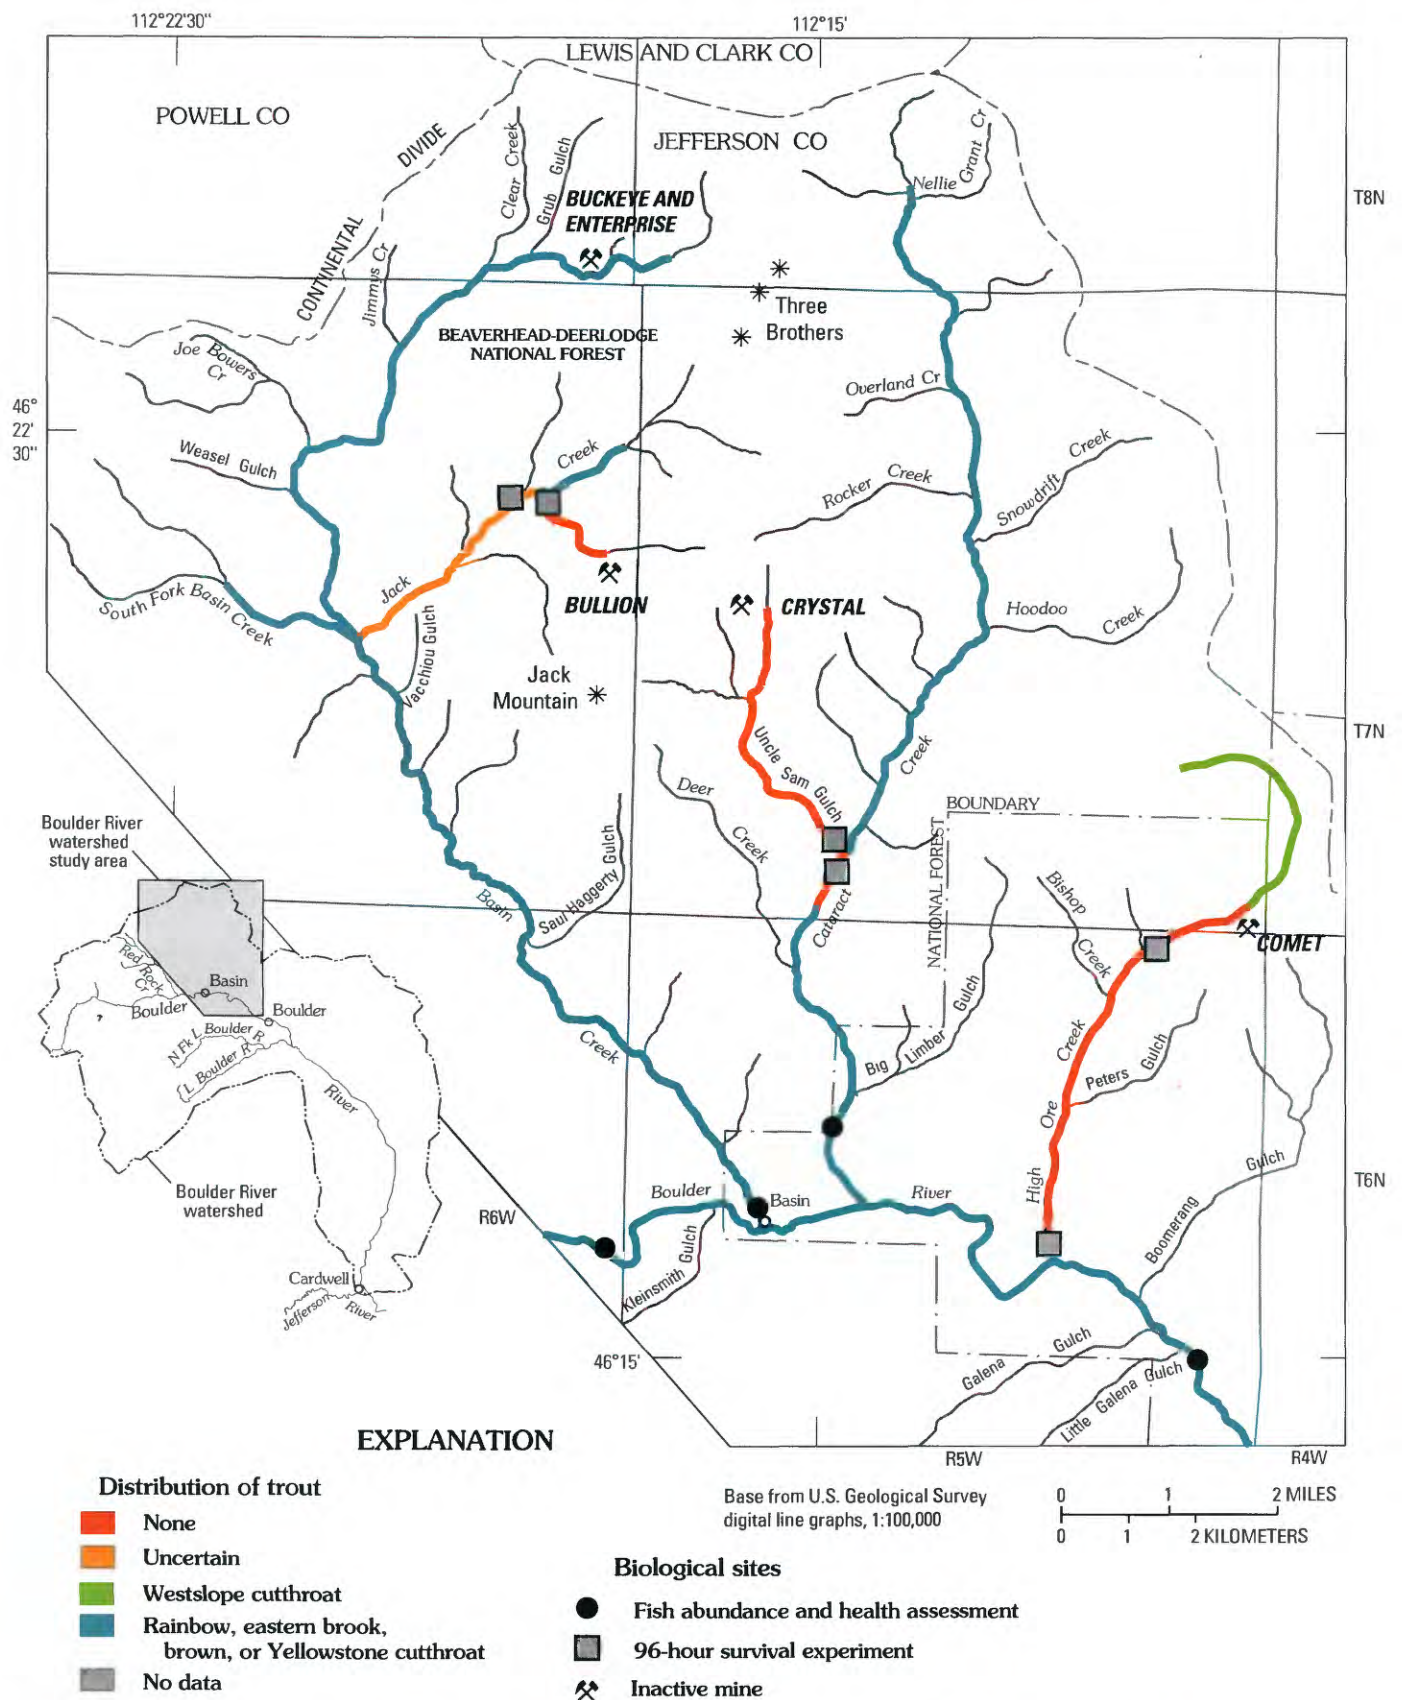 112°22'30"
112°15'
LEWIS AND CLARK CO
POWELL CO
JEFFERSON CO
CONTINENTAL
DIVIDE
Clear Creek
Grub Gulch
Nellie Grant Cr
T8N
BUCKEYE AND
ENTERPRISE
Jimmys Cr
Three
Brothers
BEAVERHEAD-DEERLODGE
NATIONAL FOREST
Joe Bowers
Cr
Overland Cr
46°
22'
30"
Weasel Gulch
Creek
Rocker Creek
Snowdrift Creek
South Fork Basin Creek
Jack
BULLION
CRYSTAL
Hoodoo
Creek
Vacchiou Gulch
Jack
Mountain
T7N
Uncle Sam Gulch
Creek
Deer
Creek
NATIONAL FOREST
BOUNDARY
Boulder River
watershed
study area
Saul Haggerty Gulch
Basin
Cataract
Bishop
Creek
COMET
Red Rock
Cr
Basin
Boulder
Boulder
N Fk L Boulder R
L Boulder R
River
?
Creek
Big Limber Gulch
Creek
Peters Gulch
Ore
High
Gulch
Boomerang
T6N
Boulder River
watershed
R6W
Boulder
Basin
River
Kleinsmith Gulch
Cardwell
Jefferson
River
46°15'
Galena Gulch
Little Galena Gulch
R5W
R4W
EXPLANATION
Distribution of trout
None
Uncertain
Westslope cutthroat
Rainbow, eastern brook,
brown, or Yellowstone cutthroat
No data
Base from U.S. Geological Survey
digital line graphs, 1:100,000
0 1 2 MILES
0 1 2 KILOMETERS
Biological sites
Fish abundance and health assessment
96-hour survival experiment
Inactive mine